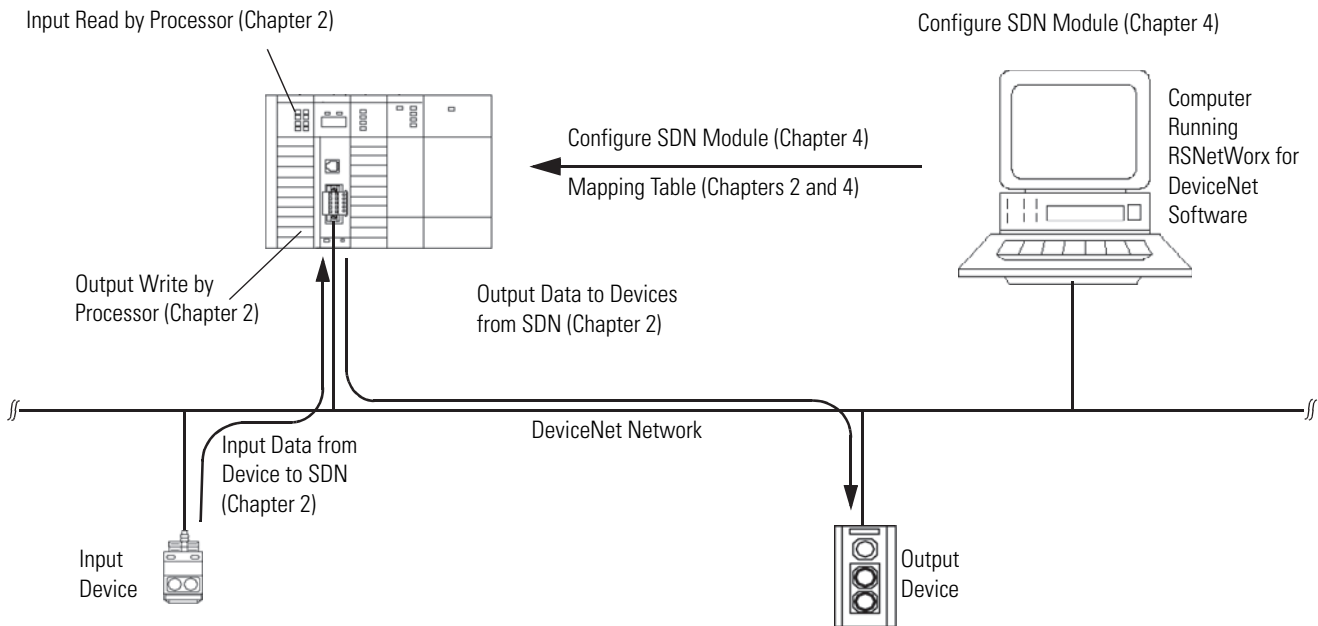 Input Read by Processor (Chapter 2)
Configure SDN Module (Chapter 4)
Computer
Running
RSNetWorx for
DeviceNet
Software
Configure SDN Module (Chapter 4)
Mapping Table (Chapters 2 and 4)
Output Write by
Processor (Chapter 2)
Output Data to Devices
from SDN (Chapter 2)
DeviceNet Network
Input Data from
Device to SDN
(Chapter 2)
Input
Device
Output
Device